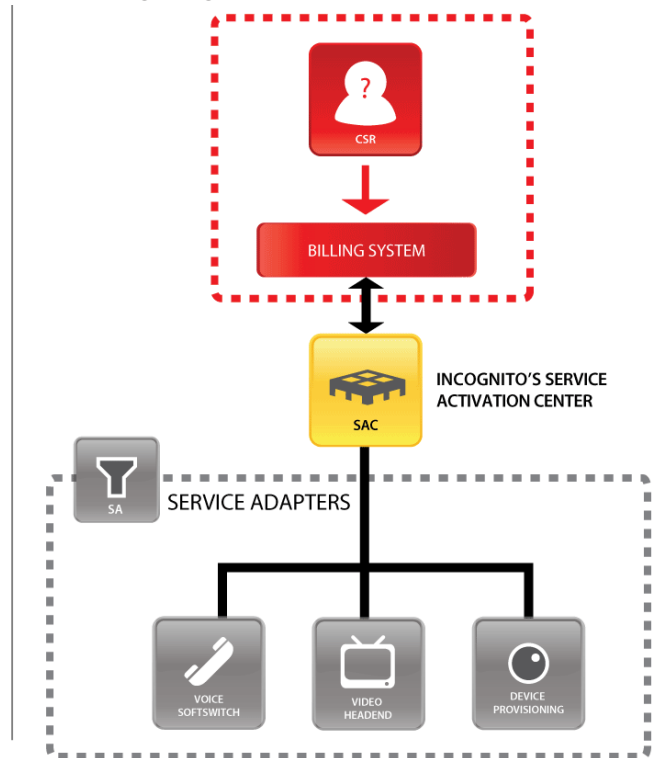 ?
CSR
BILLING SYSTEM
INCOGNITO'S SERVICE
ACTIVATION CENTER
SAC
SA
SERVICE ADAPTERS
VOICE
SOFTSWITCH
VIDEO
HEADEND
DEVICE
PROVISIONING